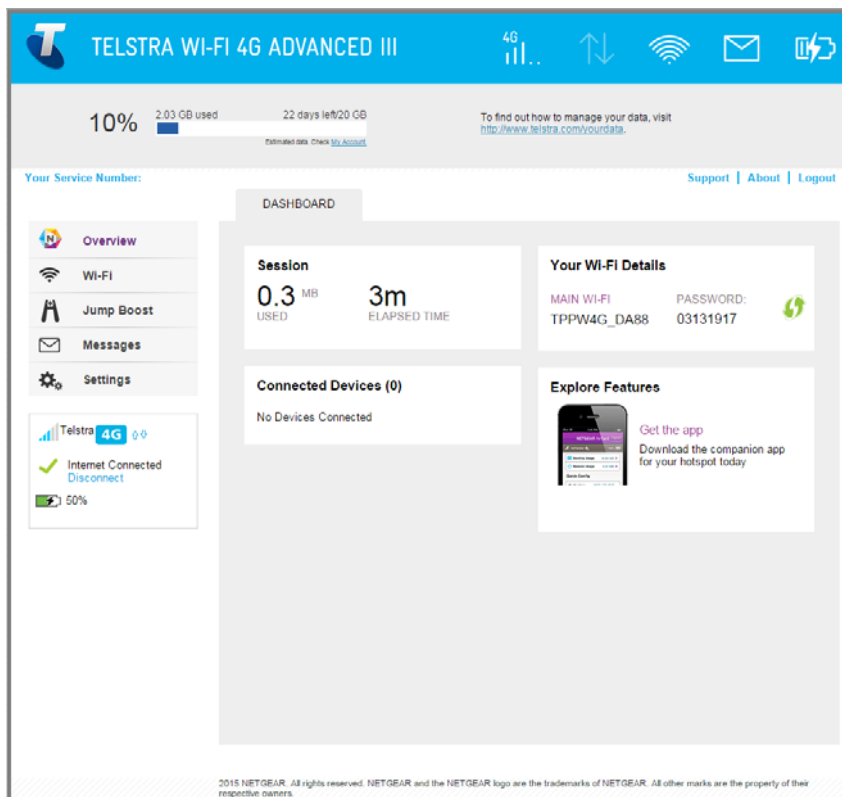 TELSTRA WI-FI 4G ADVANCED III
4G
10%
2.03 GB used
22 days left/20 GB
Estimated data. Check My Account.
To find out how to manage your data, visit
http://www.telstra.com/yourdata.
Your Service Number:
Support | About | Logout
DASHBOARD
Overview
Wi-Fi
Jump Boost
Messages
Settings
Telstra 4G
Internet Connected
Disconnect
50%
Session
0.3 MB
USED
3m
ELAPSED TIME
Your Wi-Fi Details
MAIN WI-FI
TPPW4G_DA88
PASSWORD:
03131917
Connected Devices (0)
No Devices Connected
Explore Features
Get the app
Download the companion app
for your hotspot today
2015 NETGEAR. All rights reserved. NETGEAR and the NETGEAR logo are the trademarks of NETGEAR. All other marks are the property of their
respective owners.